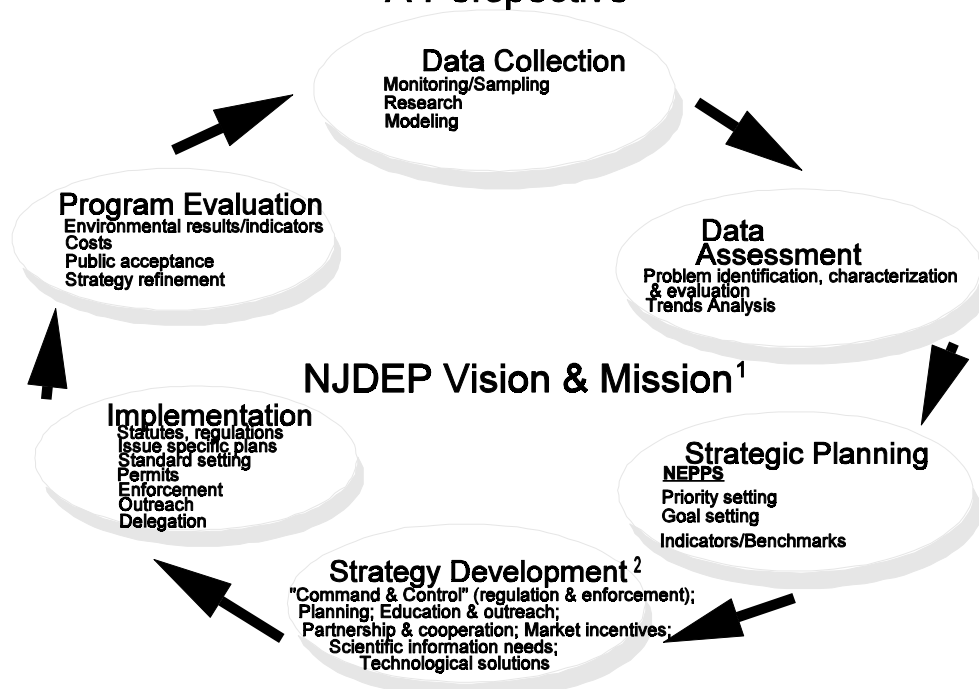 A Perspective
Data Collection
Monitoring/Sampling
Research
Modeling
Data
Assessment
Problem identification, characterization
& evaluation
Trends Analysis
NJDEP Vision & Mission¹
Strategic Planning
NEPPS
Priority setting
Goal setting
Indicators/Benchmarks
Strategy Development ²
"Command & Control" (regulation & enforcement);
Planning; Education & outreach;
Partnership & cooperation; Market incentives;
Scientific information needs;
Technological solutions
Implementation
Statutes, regulations
Issue specific plans
Standard setting
Permits
Enforcement
Outreach
Delegation
Program Evaluation
Environmental results/indicators
Costs
Public acceptance
Strategy refinement